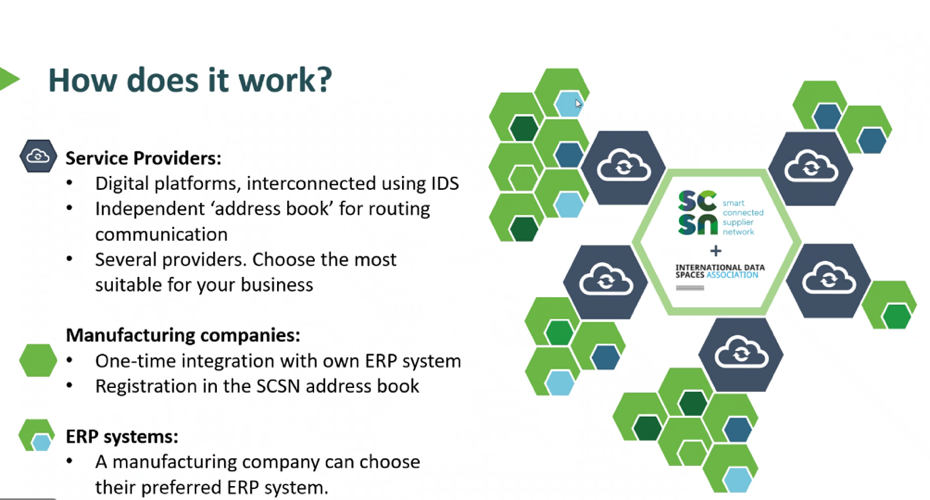 How does it work?
Service Providers:
• Digital platforms, interconnected using IDS
• Independent ‘address book’ for routing
communication
• Several providers. Choose the most
suitable for your business
Manufacturing companies:
• One-time integration with own ERP system
• Registration in the SCSN address book
ERP systems:
• A manufacturing company can choose
their preferred ERP system.
SC
SN
smart
connected
supplier
network
+
INTERNATIONAL DATA
SPACES ASSOCIATION